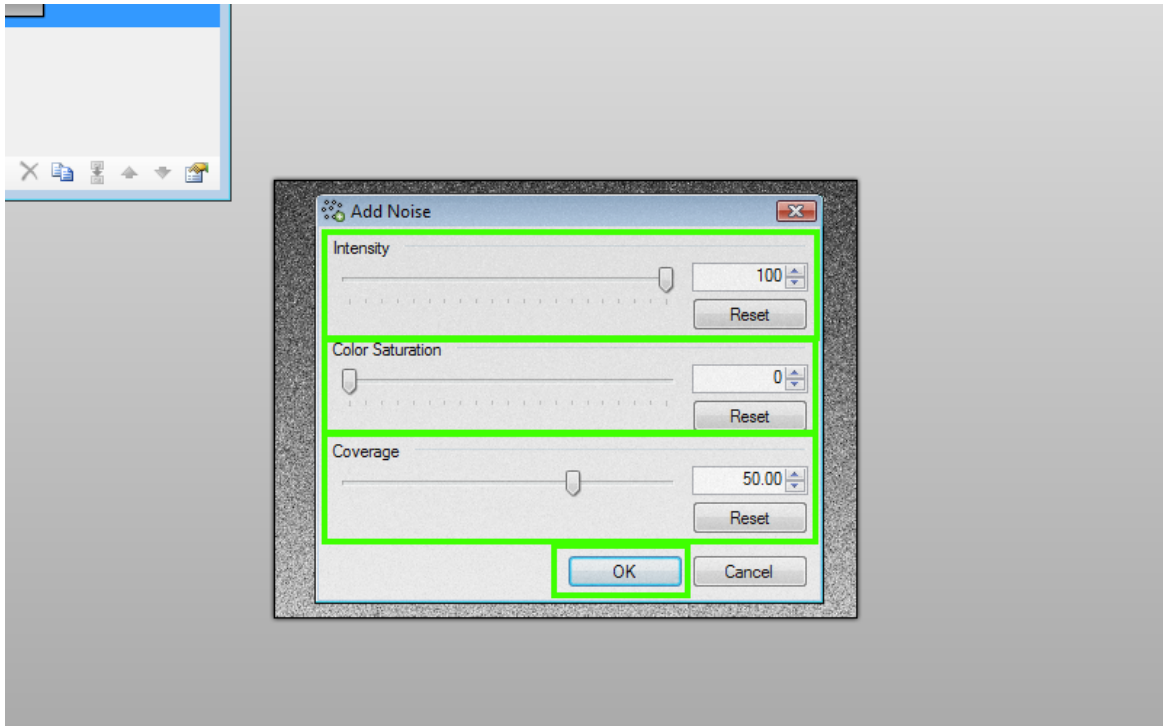 Add Noise
Intensity
100
Reset
Color Saturation
0
Reset
Coverage
50.00
Reset
OK Cancel